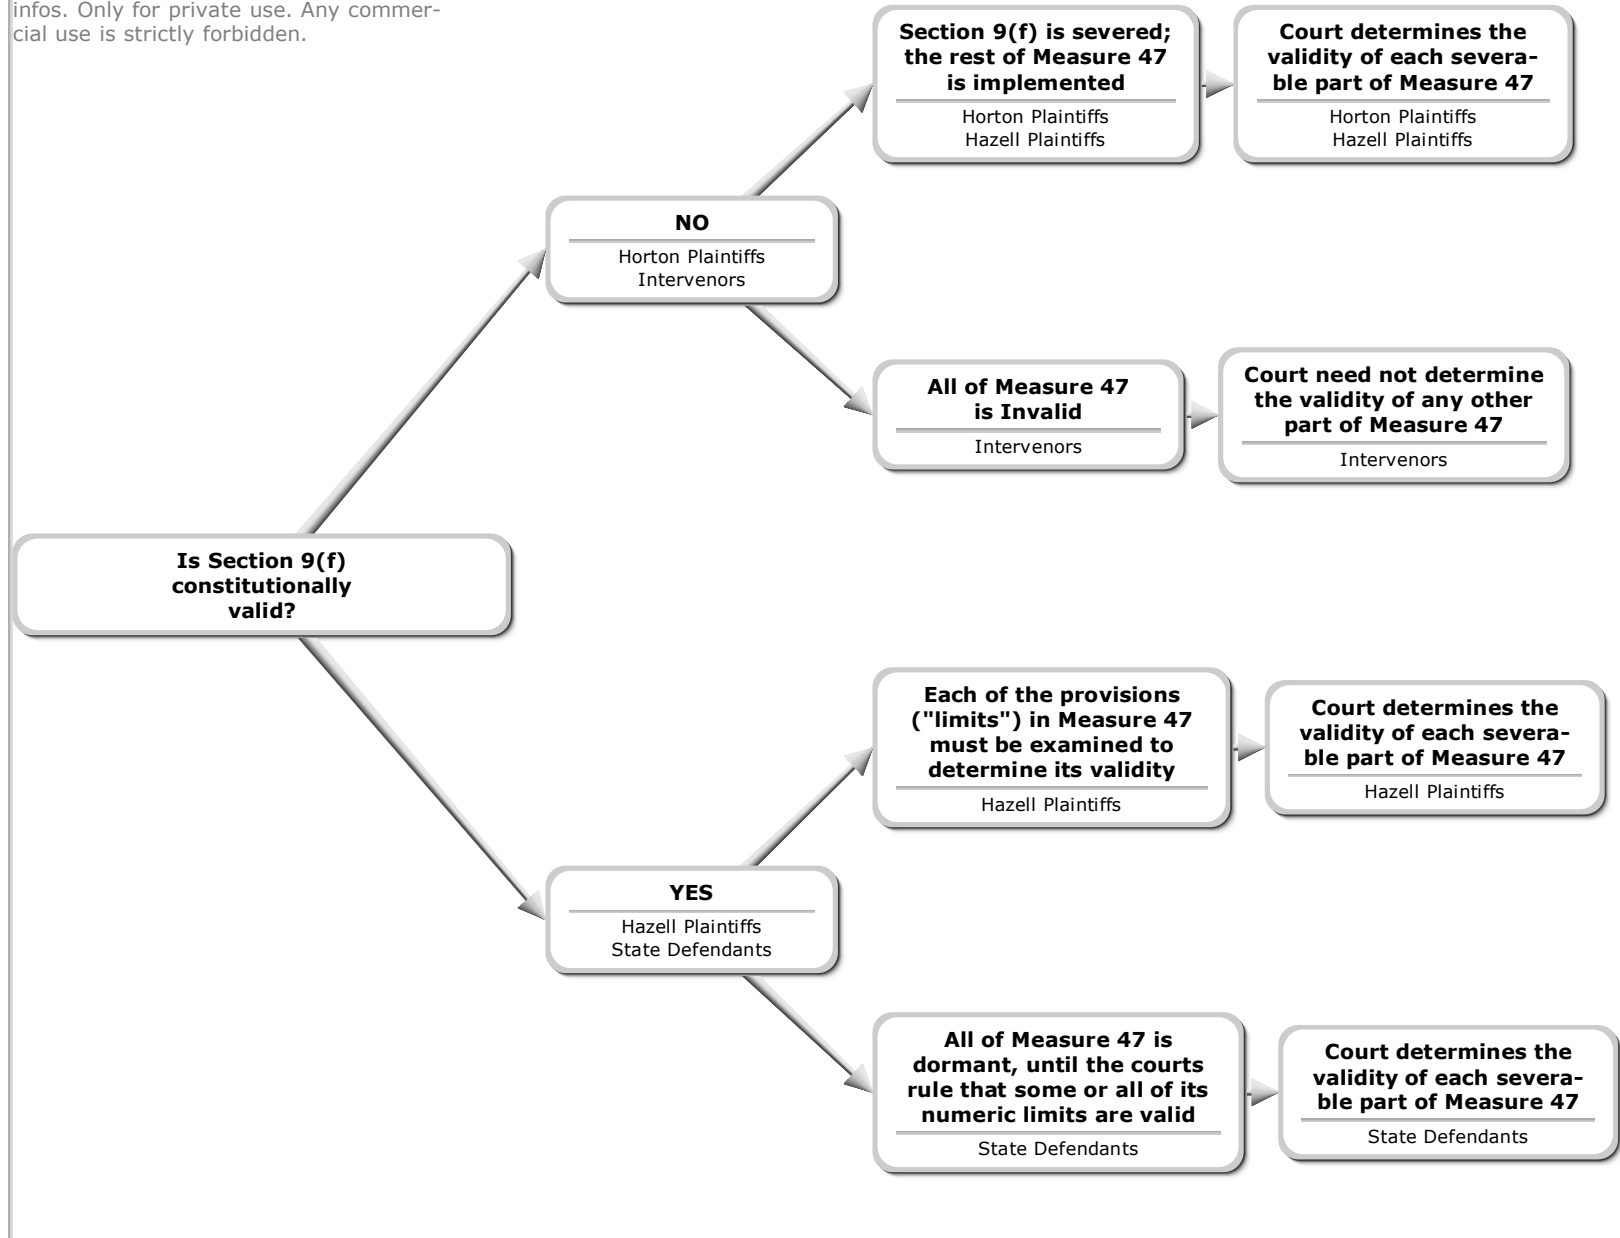 infos. Only for private use. Any commer-
cial use is strictly forbidden.
Section 9(f) is severed;
the rest of Measure 47
is implemented
Horton Plaintiffs
Hazell Plaintiffs
Court determines the
validity of each severa-
ble part of Measure 47
Horton Plaintiffs
Hazell Plaintiffs
NO
Horton Plaintiffs
Intervenors
All of Measure 47
is Invalid
Intervenors
Court need not determine
the validity of any other
part of Measure 47
Intervenors
Is Section 9(f)
constitutionally
valid?
Each of the provisions
("limits") in Measure 47
must be examined to
determine its validity
Hazell Plaintiffs
Court determines the
validity of each severa-
ble part of Measure 47
Hazell Plaintiffs
YES
Hazell Plaintiffs
State Defendants
All of Measure 47 is
dormant, until the courts
rule that some or all of its
numeric limits are valid
State Defendants
Court determines the
validity of each severa-
ble part of Measure 47
State Defendants